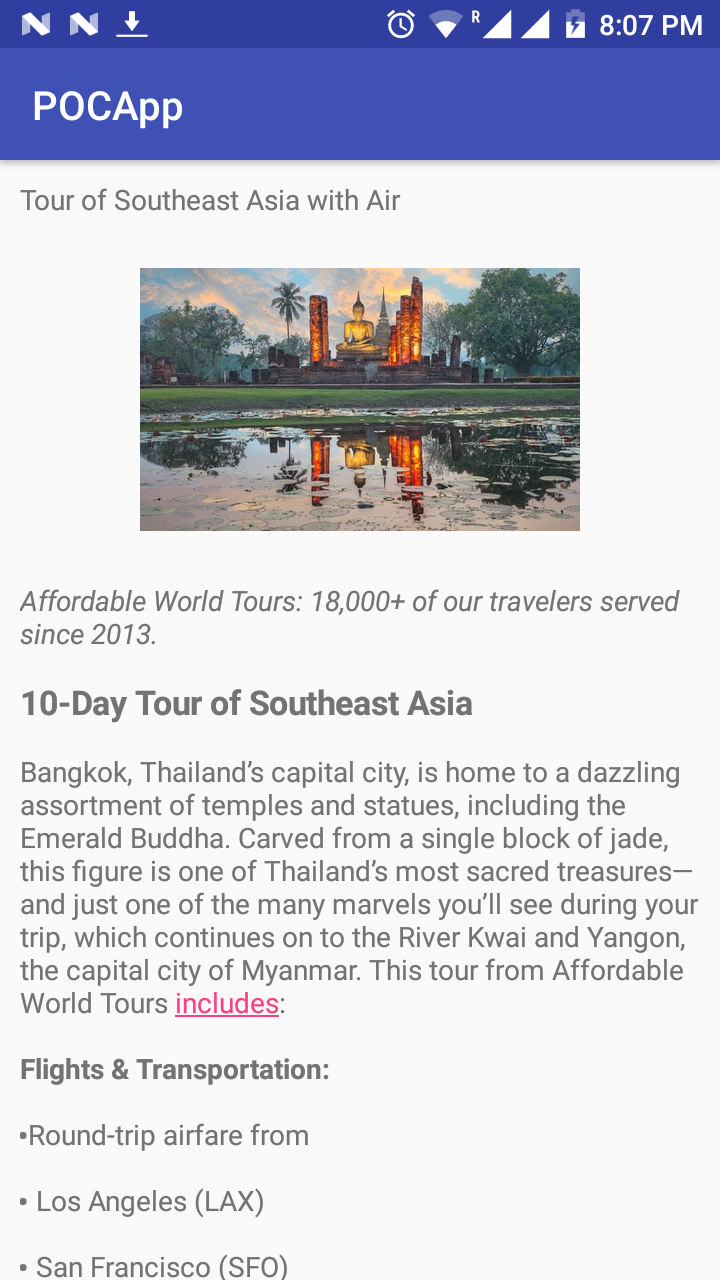 R 8:07 PM
POCApp
Tour of Southeast Asia with Air
Affordable World Tours: 18,000+ of our travelers served
since 2013.
10-Day Tour of Southeast Asia
Bangkok, Thailand’s capital city, is home to a dazzling
assortment of temples and statues, including the
Emerald Buddha. Carved from a single block of jade,
this figure is one of Thailand’s most sacred treasures—
and just one of the many marvels you’ll see during your
trip, which continues on to the River Kwai and Yangon,
the capital city of Myanmar. This tour from Affordable
World Tours includes:
Flights & Transportation:
•Round-trip airfare from
• Los Angeles (LAX)
• San Francisco (SFO)